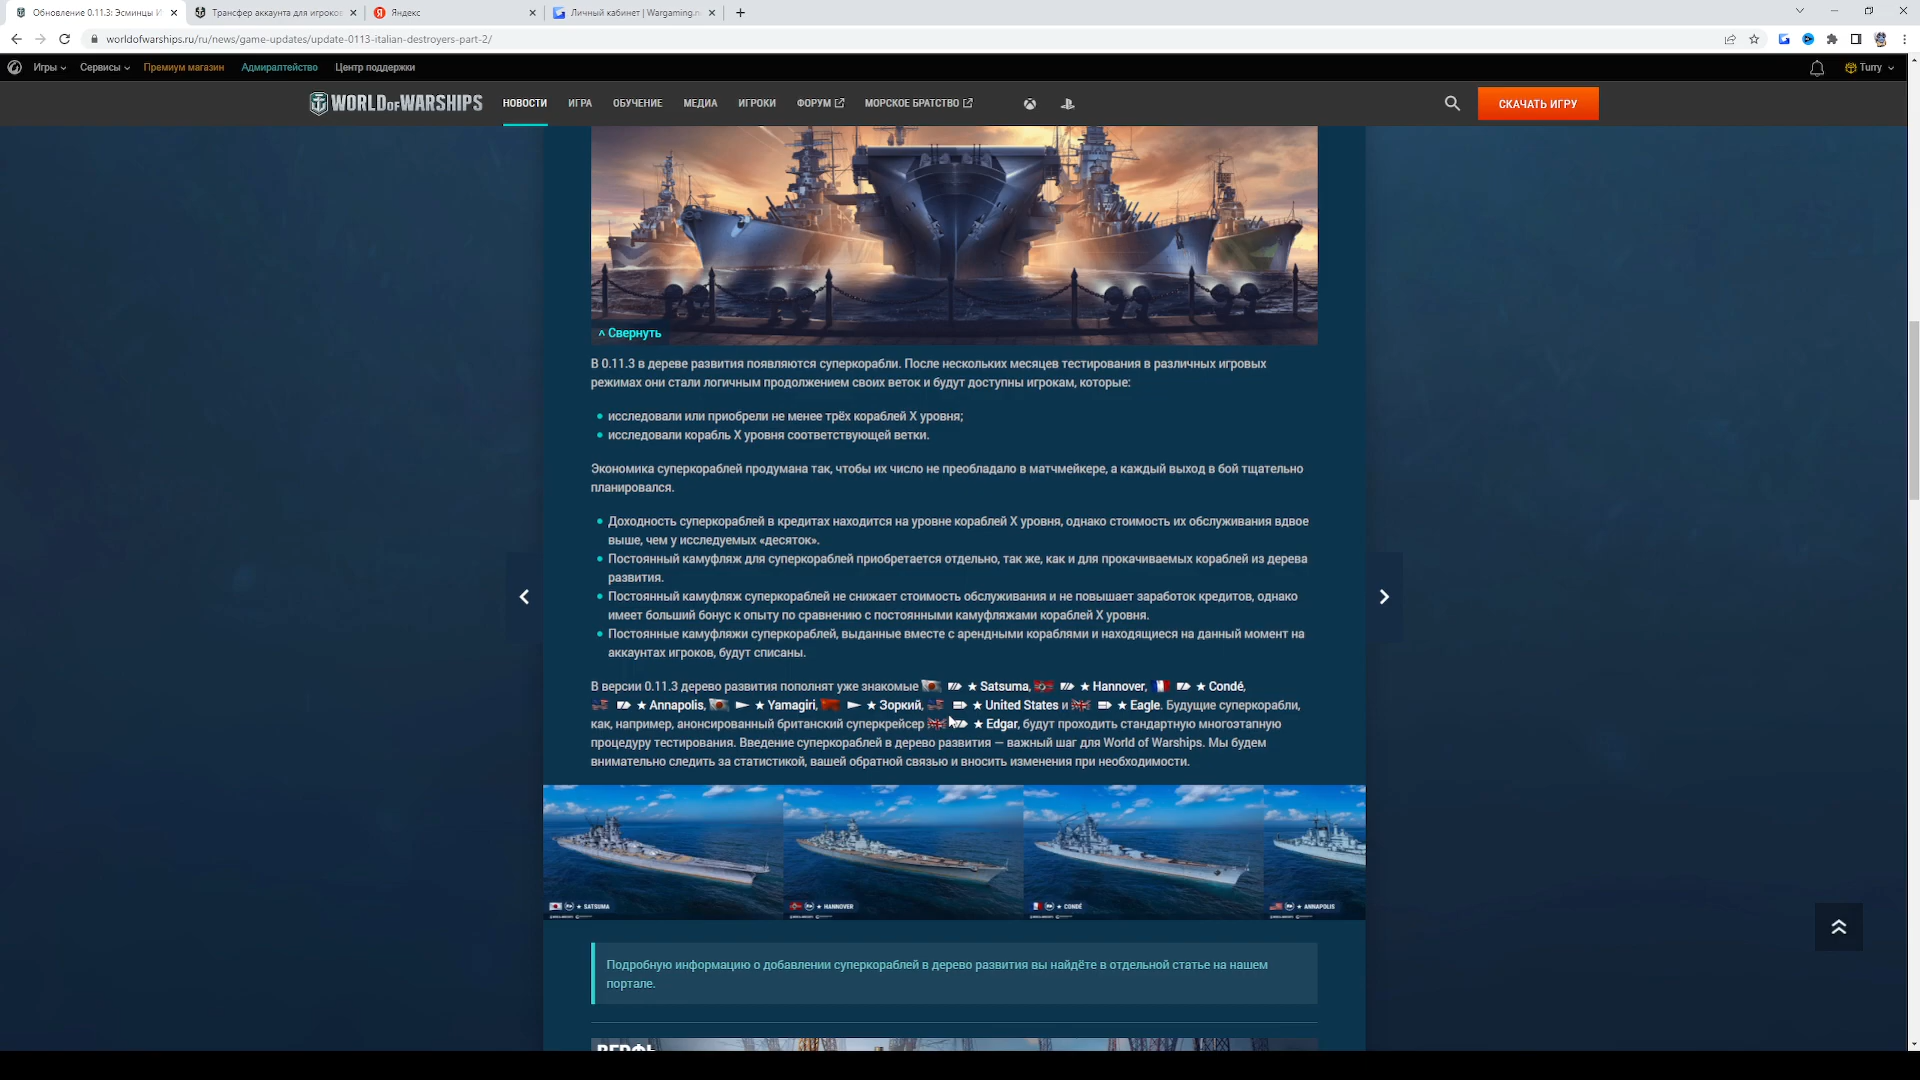 Обновление 0.11.3: Эсминцы И
Трансфер аккаунта для игроков
Яндекс
Личный кабинет | Wargaming.n
worldofwarships.ru/ru/news/game-updates/update-0113-italian-destroyers-part-2/
Игры Сервисы Премиум магазин Адмиралтейство Центр поддержки
Turry
WORLD OF WARSHIPS НОВОСТИ ИГРА ОБУЧЕНИЕ МЕДИА ИГРОКИ ФОРУМ МОРСКОЕ БРАТСТВО СКАЧАТЬ ИГРУ
Свернуть
В 0.11.3 в дереве развития появляются суперкорабли. После нескольких месяцев тестирования в различных игровых
режимах они стали логичным продолжением своих веток и будут доступны игрокам, которые:
исследовали или приобрели не менее трёх кораблей X уровня;
исследовали корабль X уровня соответствующей ветки.
Экономика суперкораблей продумана так, чтобы их число не преобладало в матчмейкере, а каждый выход в бой тщательно
планировался.
Доходность суперкораблей в кредитах находится на уровне кораблей X уровня, однако стоимость их обслуживания вдвое
выше, чем у исследуемых «десяток».
Постоянный камуфляж для суперкораблей приобретается отдельно, так же, как и для прокачиваемых кораблей из дерева
развития.
Постоянный камуфляж суперкораблей не снижает стоимость обслуживания и не повышает заработок кредитов, однако
имеет больший бонус к опыту по сравнению с постоянными камуфляжами кораблей X уровня.
Постоянные камуфляжи суперкораблей, выданные вместе с арендными кораблями и находящиеся на данный момент на
аккаунтах игроков, будут списаны.
В версии 0.11.3 дерево развития пополнят уже знакомые ★ Satsuma, ★ Hannover, ★ Condé,
★ Annapolis, ★ Yamagiri, ★ Зоркий, ★ United States и ★ Eagle. Будущие суперкорабли,
как, например, анонсированный британский суперкрейсер ★ Edgar, будут проходить стандартную многоэтапную
процедуру тестирования. Введение суперкораблей в дерево развития — важный шаг для World of Warships. Мы будем
внимательно следить за статистикой, вашей обратной связью и вносить изменения при необходимости.
★ SATSUMA
★ HANNOVER
★ CONDÉ
★ ANNAPOLIS
Подробную информацию о добавлении суперкораблей в дерево развития вы найдёте в отдельной статье на нашем
портале.
ВЕРФЬ